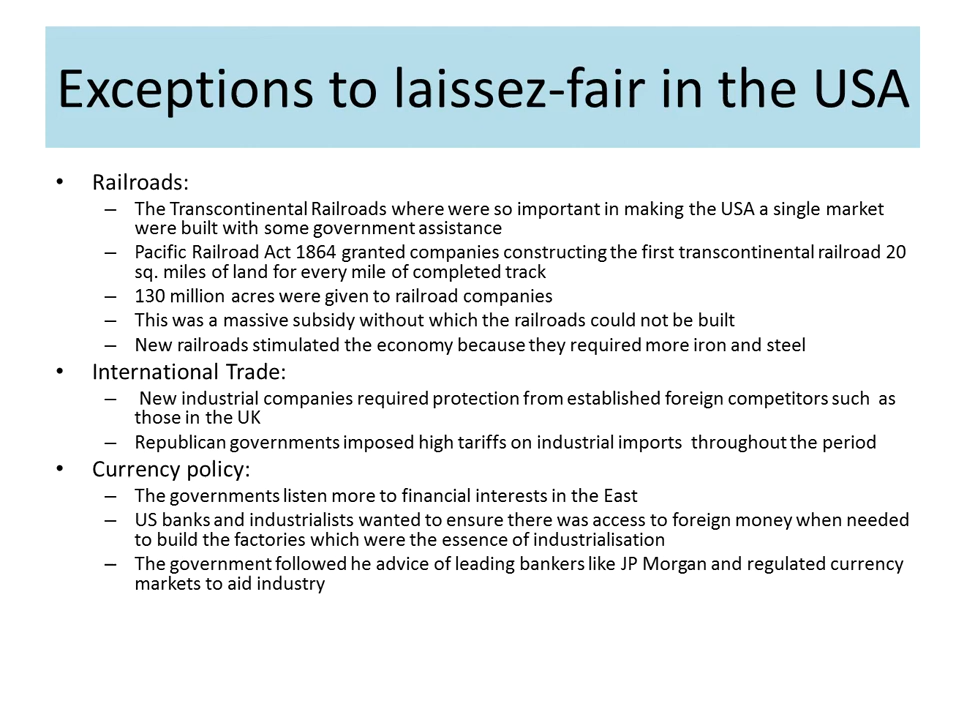 Exceptions to laissez-fair in the USA
• Railroads:
– The Transcontinental Railroads where were so important in making the USA a single market
were built with some government assistance
– Pacific Railroad Act 1864 granted companies constructing the first transcontinental railroad 20
sq. miles of land for every mile of completed track
– 130 million acres were given to railroad companies
– This was a massive subsidy without which the railroads could not be built
– New railroads stimulated the economy because they required more iron and steel
• International Trade:
– New industrial companies required protection from established foreign competitors such as
those in the UK
– Republican governments imposed high tariffs on industrial imports throughout the period
• Currency policy:
– The governments listen more to financial interests in the East
– US banks and industrialists wanted to ensure there was access to foreign money when needed
to build the factories which were the essence of industrialisation
– The government followed he advice of leading bankers like JP Morgan and regulated currency
markets to aid industry